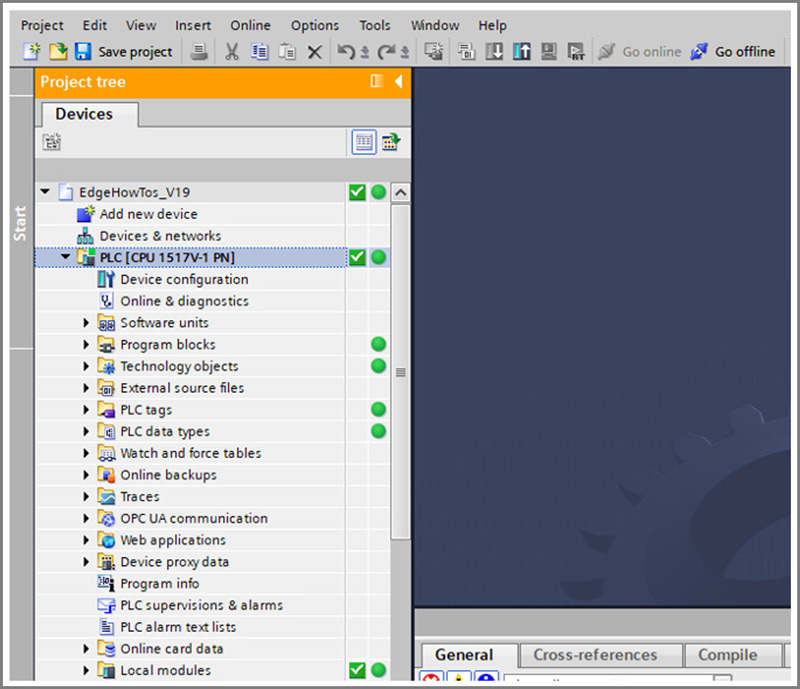 Project Edit View Insert Online Options Tools Window Help
Save project Go online Go offline
Project tree
Devices
Start
EdgeHowTos_V19
Add new device
Devices & networks
PLC [CPU 1517V-1 PN]
Device configuration
Online & diagnostics
Software units
Program blocks
Technology objects
External source files
PLC tags
PLC data types
Watch and force tables
Online backups
Traces
OPC UA communication
Web applications
Device proxy data
Program info
PLC supervisions & alarms
PLC alarm text lists
Online card data
Local modules
General Cross-references Compile